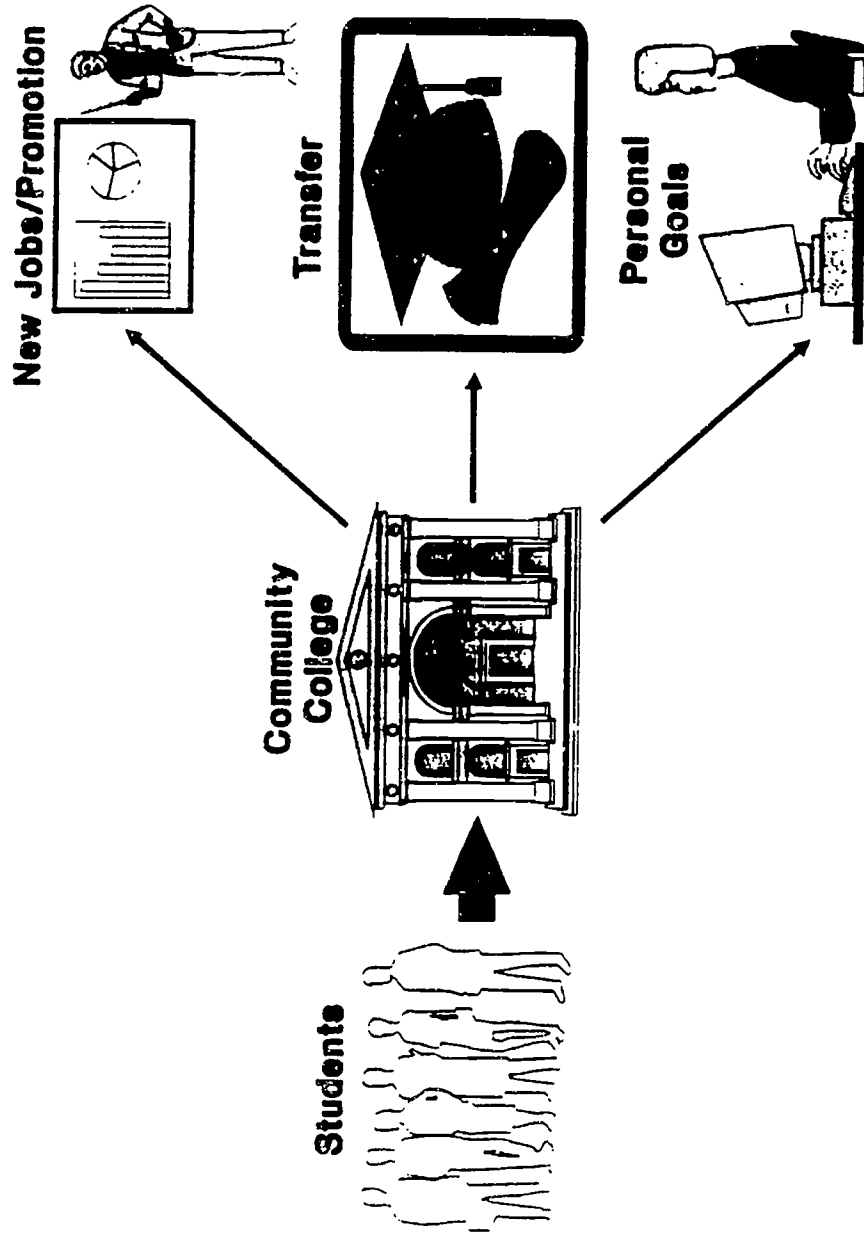 Students
Community
College
New Jobs/Promotion
Transfer
Personal
Goals